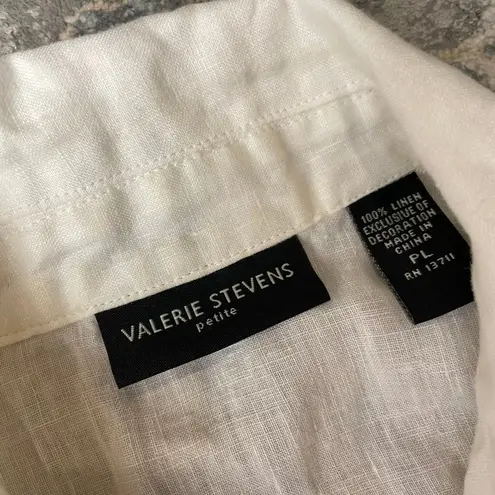 VALERIE STEVENS
petite
100% LINEN
EXCLUSIVE OF
DECORATION
MADE IN
CHINA
PL
RN 13711